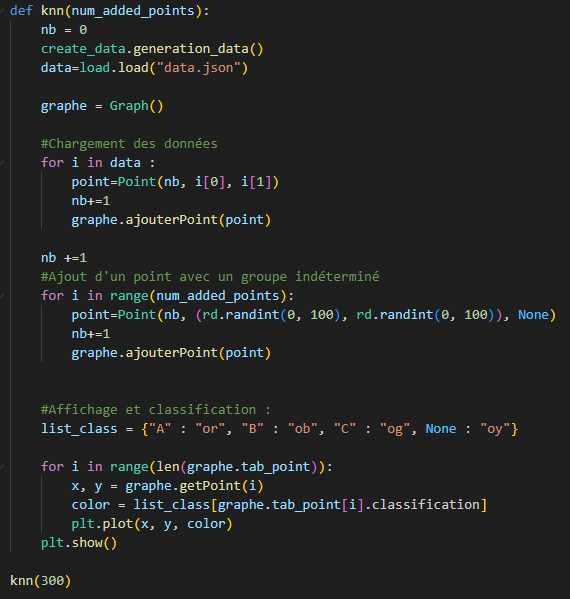 def knn(num_added_points):
    nb = 0
    create_data.generation_data()
    data=load.load("data.json")

    graphe = Graph()

    #Chargement des données
    for i in data :
        point=Point(nb, i[0], i[1])
        nb+=1
        graphe.ajouterPoint(point)

    nb +=1
    #Ajout d'un point avec un groupe indéterminé
    for i in range(num_added_points):
        point=Point(nb, (rd.randint(0, 100), rd.randint(0, 100)), None)
        nb+=1
        graphe.ajouterPoint(point)


    #Affichage et classification :
    list_class = {"A" : "or", "B" : "ob", "C" : "og", None : "oy"}

    for i in range(len(graphe.tab_point)):
        x, y = graphe.getPoint(i)
        color = list_class[graphe.tab_point[i].classification]
        plt.plot(x, y, color)
    plt.show()

knn(300)